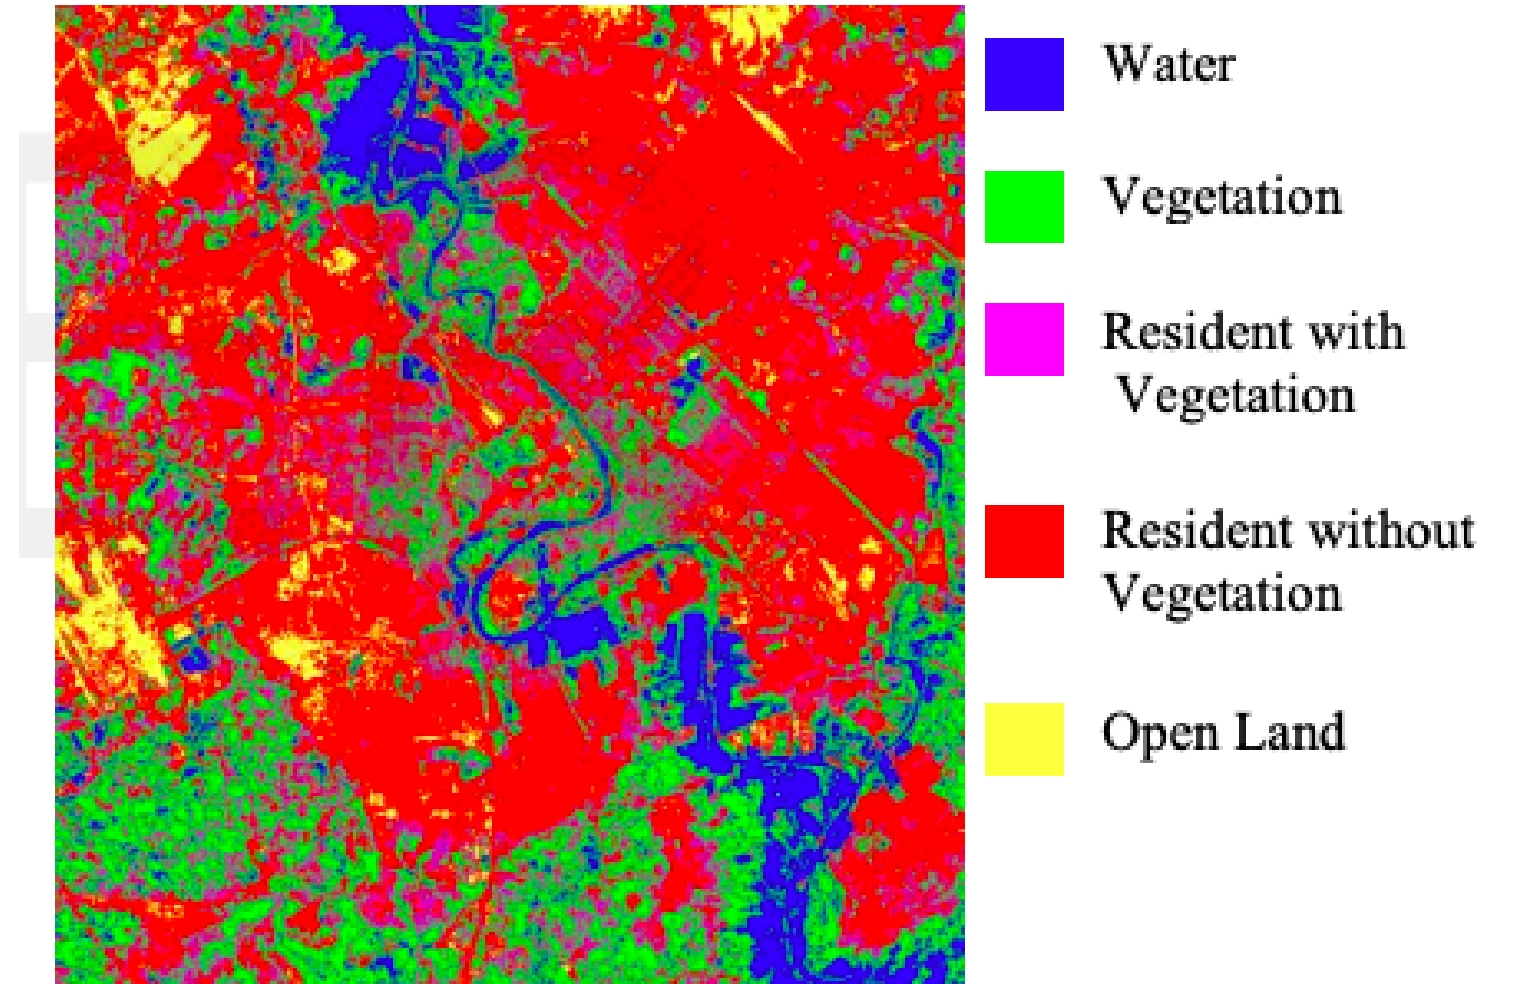 Water
Vegetation
Resident with
Vegetation
Resident without
Vegetation
Open Land